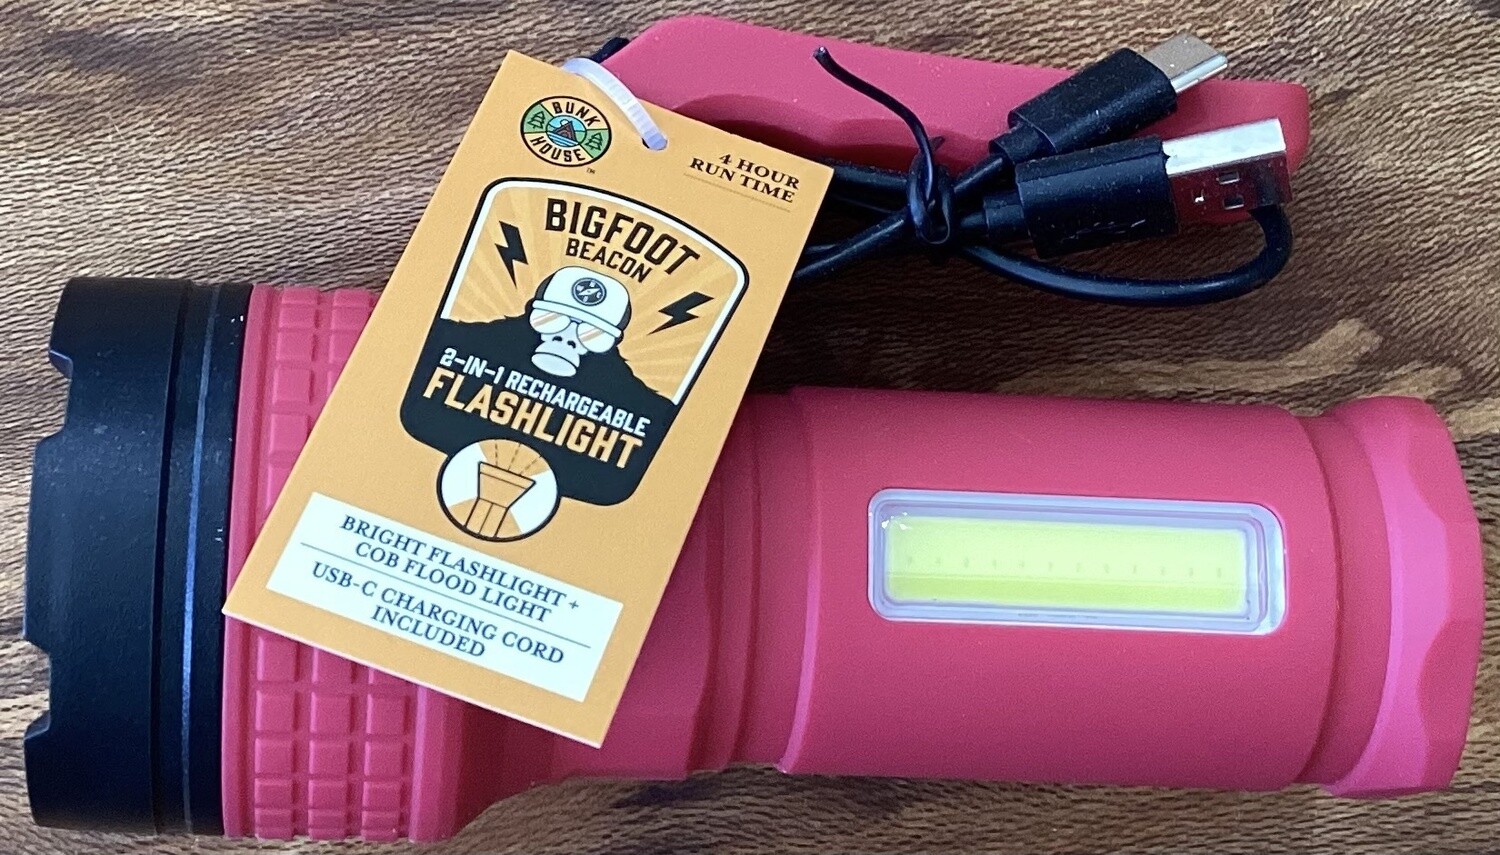 BUNK
HOUSE
TM
4 HOUR
RUN TIME
BIGFOOT
BEACON
2-IN-1 RECHARGEABLE
FLASHLIGHT
BRIGHT FLASHLIGHT +
COB FLOOD LIGHT
USB-C CHARGING CORD
INCLUDED